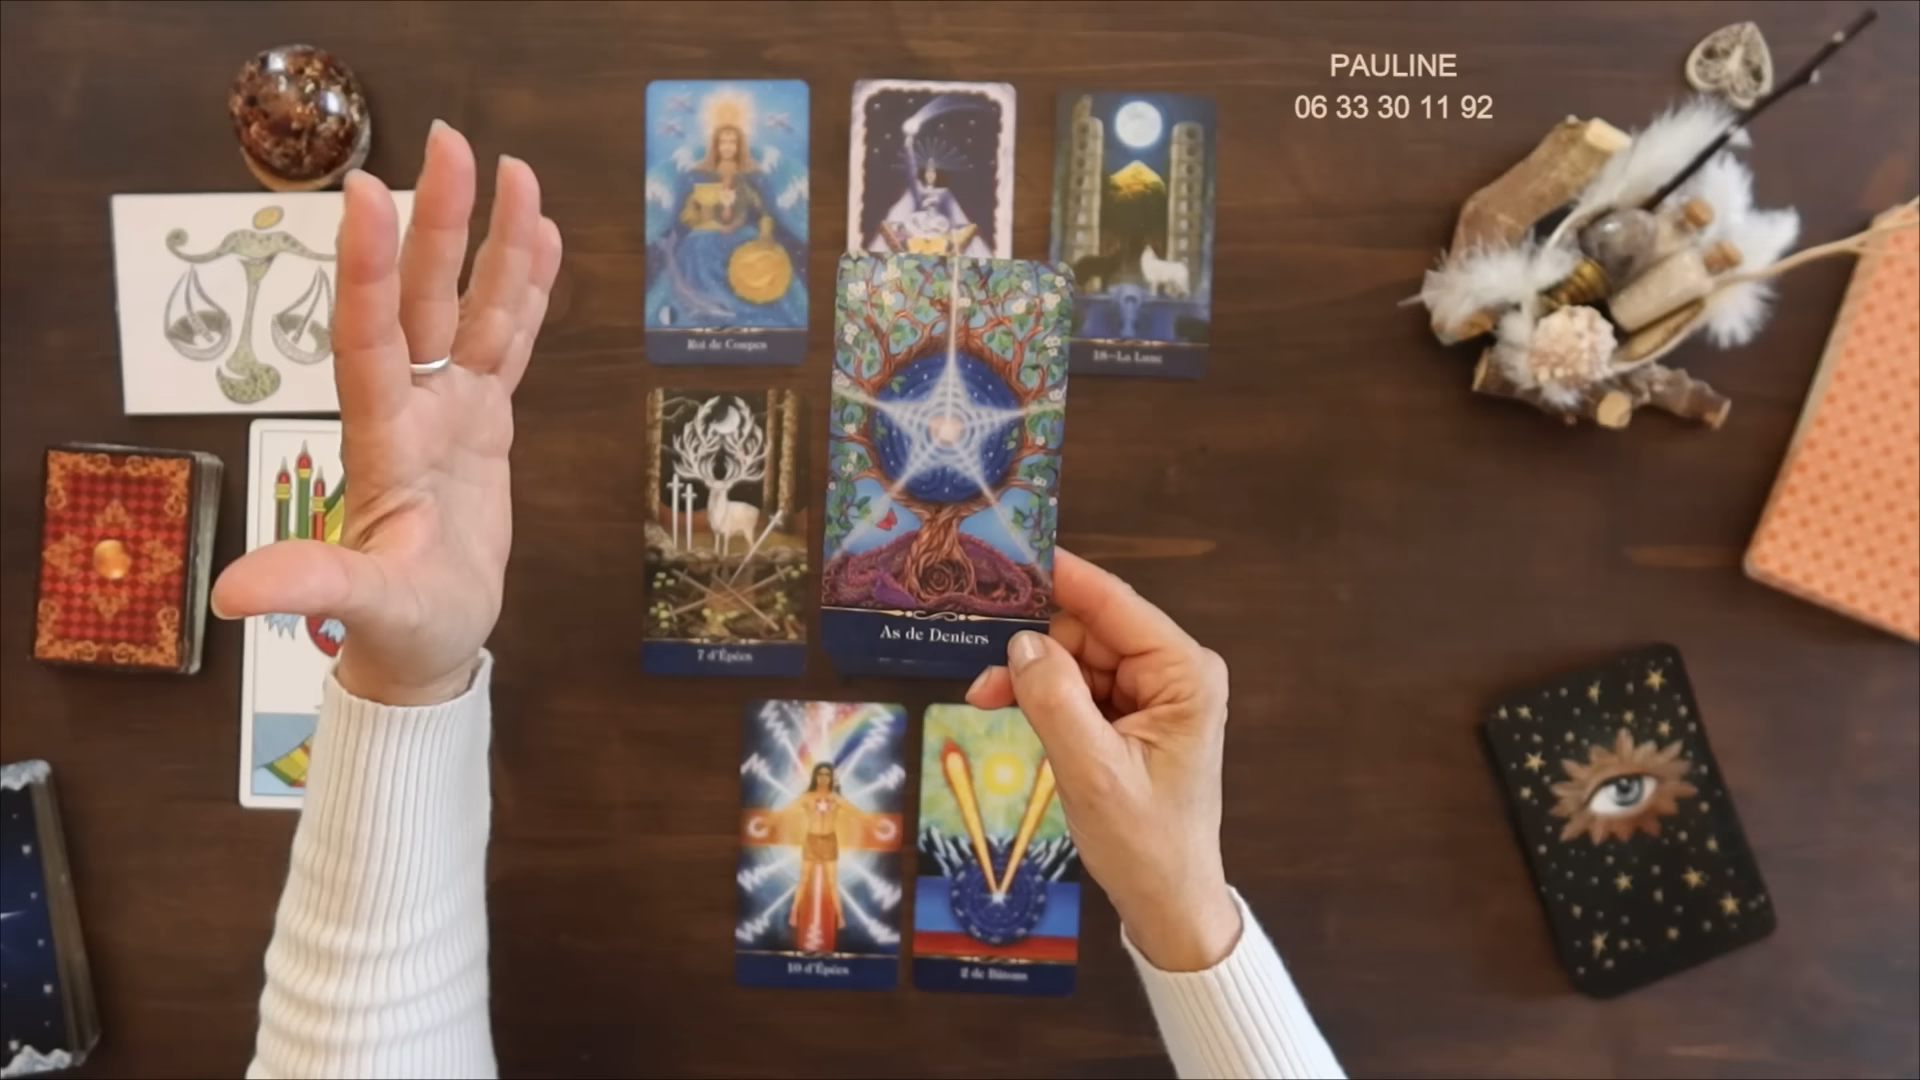 PAULINE
06 33 30 11 92
Roi de Coupes
18~La Lune
As de Deniers
7 d'Épées
10 d'Épées
2 de Bâtons